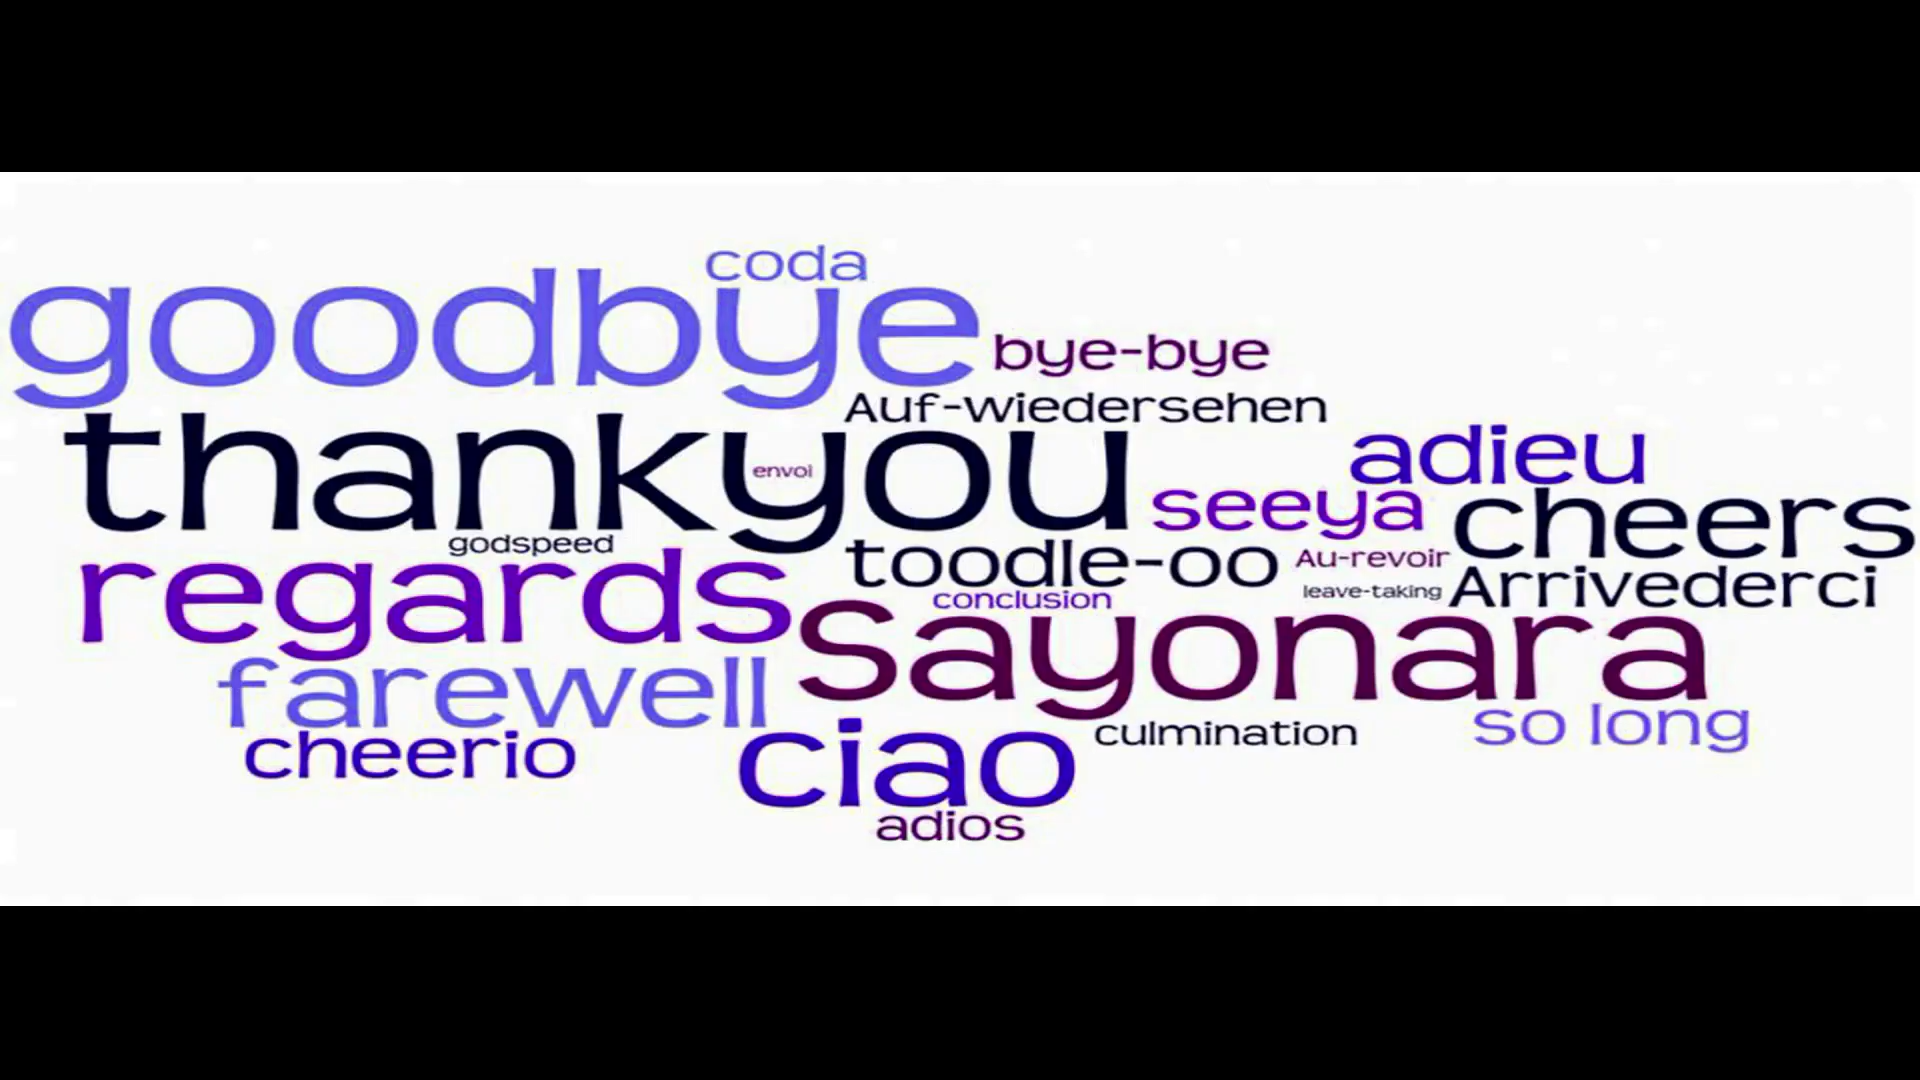 coda
goodbye
bye-bye
Auf-wiedersehen
thankyou
envoi
adieu
seeya
cheers
godspeed
toodle-oo
Au-revoir
regards
conclusion
leave-taking
Arrivederci
sayonara
farewell
so long
cheerio
ciao
culmination
adios